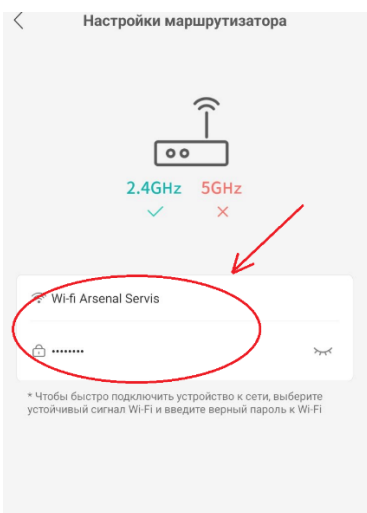 Настройки маршрутизатора
2.4GHz 5GHz
Wi-fi Arsenal Servis
••••••••
* Чтобы быстро подключить устройство к сети, выберите
устойчивый сигнал Wi-Fi и введите верный пароль к Wi-Fi